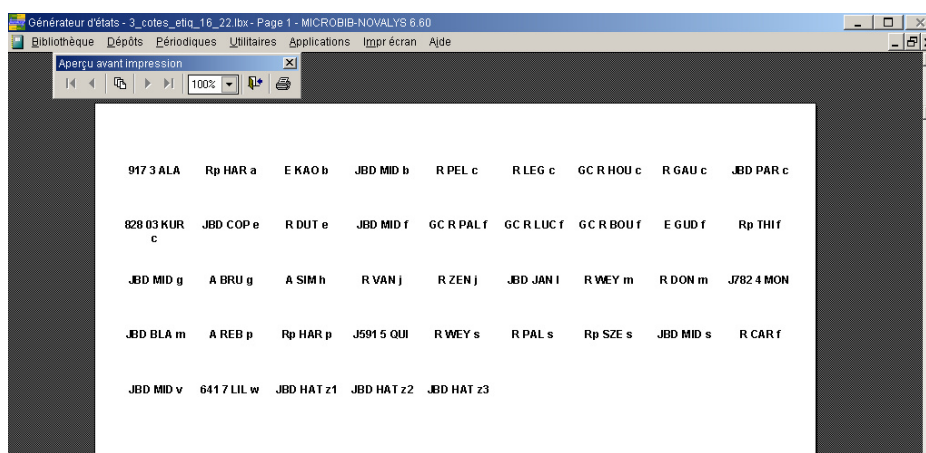 Générateur d'états - 3_cotes_etiq_16_22.lbx - Page 1 - MICROBIB-NOVALYS 6.60
Bibliothèque Dépôts Périodiques Utilitaires Applications Impr écran Ajde
Aperçu avant impression
100%
917 3 ALA Rp HAR a E KAO b JBD MID b R PEL c R LEG c GC R HOU c R GAU c JBD PAR c
828 03 KUR c JBD COP e R DUT e JBD MID f GC R PAL f GC R LUC f GC R BOU f E GUD f Rp THI f
JBD MID g A BRU g A SIM h R VAN j R ZEN j JBD JAN l R WEY m R DON m J782 4 MON
JBD BLA m A REB p Rp HAR p J591 5 QUI R WEY s R PAL s Rp SZE s JBD MID s R CAR f
JBD MID v 641 7 LIL w JBD HAT z1 JBD HAT z2 JBD HAT z3